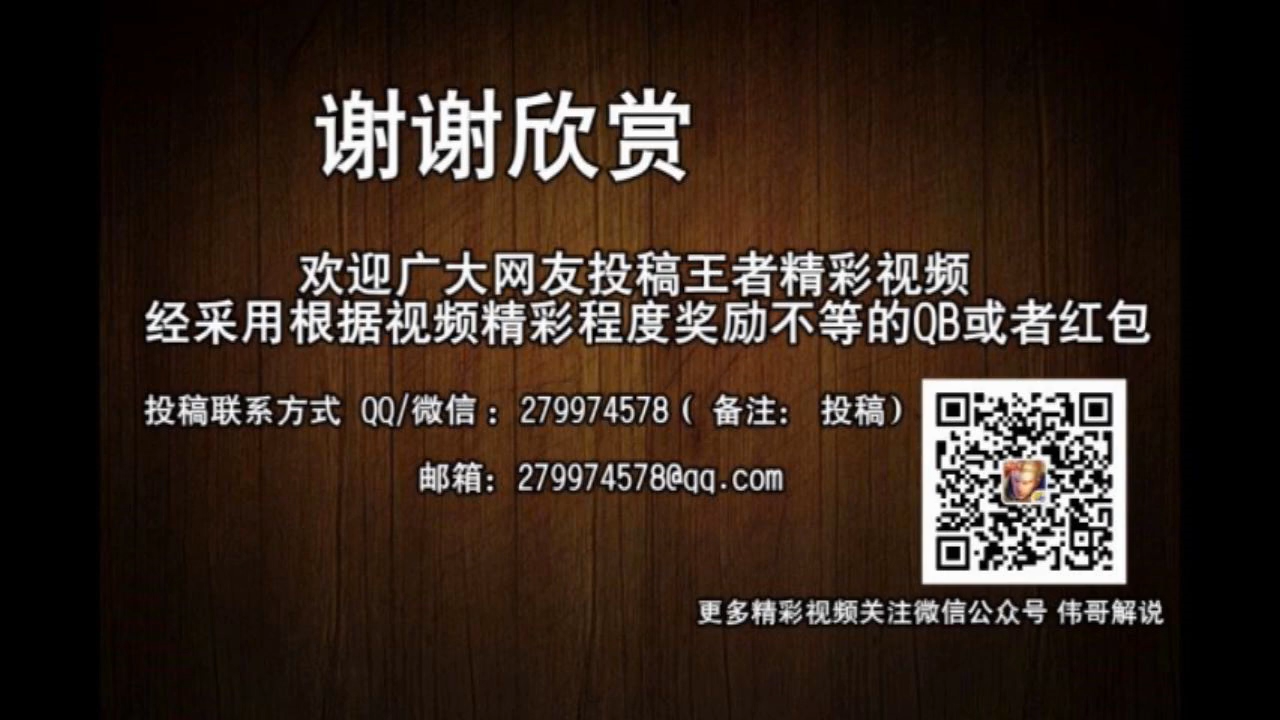 谢谢欣赏
欢迎广大网友投稿王者精彩视频
经采用根据视频精彩程度奖励不等的QB或者红包
投稿联系方式 QQ/微信：279974578（ 备注： 投稿）
邮箱：279974578@qq.com
更多精彩视频关注微信公众号 伟哥解说